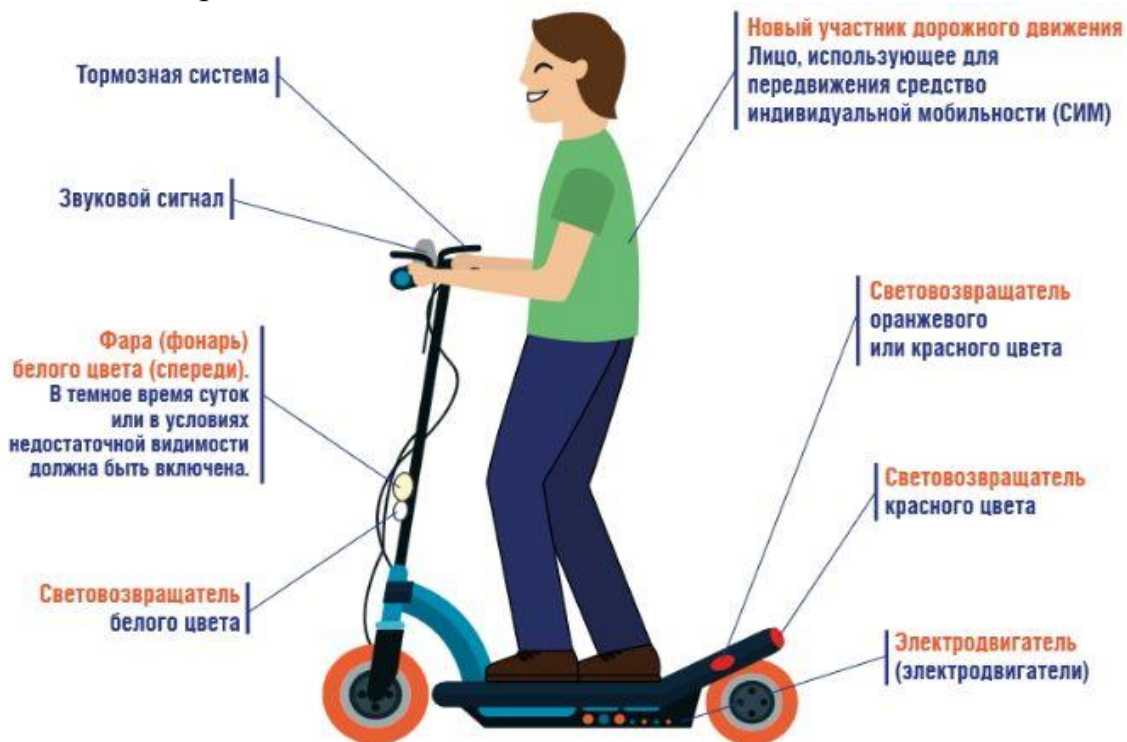 Новый участник дорожного движения
Лицо, использующее для
передвижения средство
индивидуальной мобильности (СИМ)
Тормозная система
Звуковой сигнал
Световозвращатель
оранжевого
или красного цвета
Фара (фонарь)
белого цвета (спереди).
В темное время суток
или в условиях
недостаточной видимости
должна быть включена.
Световозвращатель
красного цвета
Световозвращатель
белого цвета
Электродвигатель
(электродвигатели)